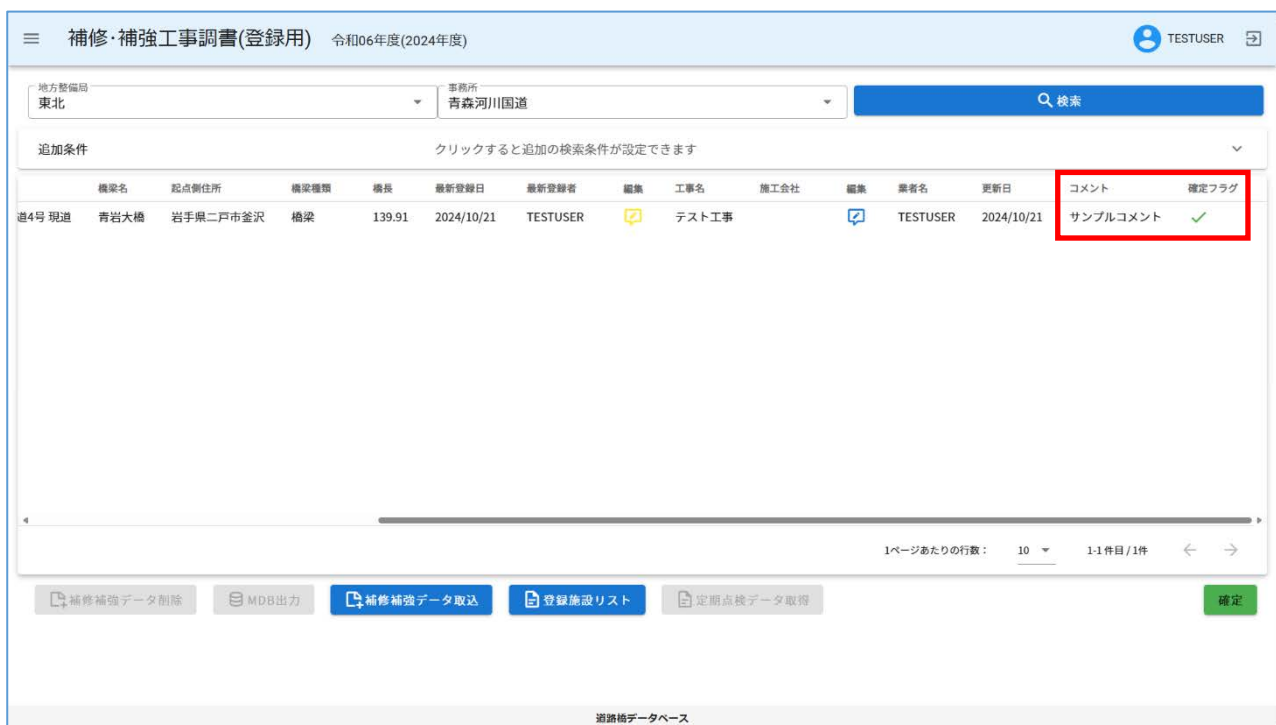 補修･補強工事調書(登録用) 令和06年度(2024年度) TESTUSER
地方整備局 事務所
東北 青森河川国道 検索
追加条件 クリックすると追加の検索条件が設定できます
橋梁名 起点側住所 橋梁種類 橋長 最新登録日 最新登録者 編集 工事名 施工会社 編集 業者名 更新日 コメント 確定フラグ
道4号 現道 青岩大橋 岩手県二戸市釜沢 橋梁 139.91 2024/10/21 TESTUSER テスト工事 TESTUSER 2024/10/21 サンプルコメント
1ページあたりの行数： 10 1-1 件目 / 1件
補修補強データ削除 MDB出力 補修補強データ取込 登録施設リスト 定期点検データ取得 確定
道路橋データベース